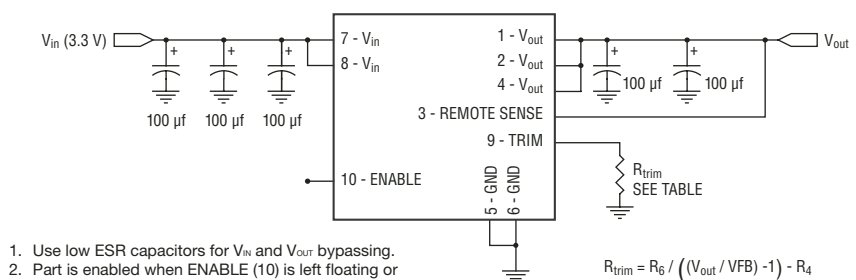 Vin (3.3 V)
7 - Vin
8 - Vin
1 - Vout
2 - Vout
4 - Vout
Vout
+
+
+
+
+
100 µf
100 µf
100 µf
100 µf
100 µf
3 - REMOTE SENSE
9 - TRIM
Rtrim
SEE TABLE
10 - ENABLE
5 - GND
6 - GND
1. Use low ESR capacitors for VIN and VOUT bypassing.
2. Part is enabled when ENABLE (10) is left floating or
Rtrim = R6 / ((Vout / VFB) -1) - R4